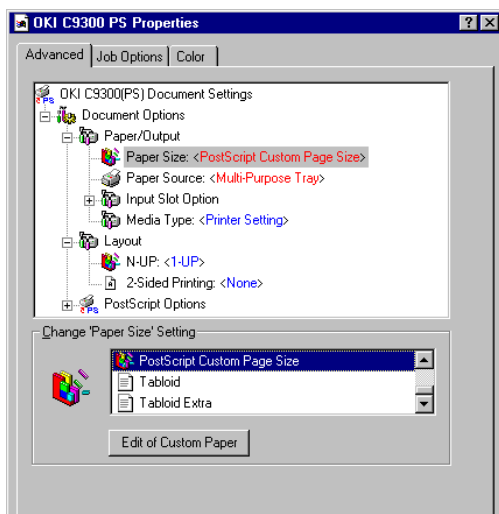 OKI C9300 PS Properties
Advanced
Job Options
Color
OKI C9300(PS) Document Settings
Document Options
Paper/Output
Paper Size: <PostScript Custom Page Size>
Paper Source: <Multi-Purpose Tray>
Input Slot Option
Media Type: <Printer Setting>
Layout
N-UP: <1-UP>
2-Sided Printing: <None>
PostScript Options
Change 'Paper Size' Setting
PostScript Custom Page Size
Tabloid
Tabloid Extra
Edit of Custom Paper